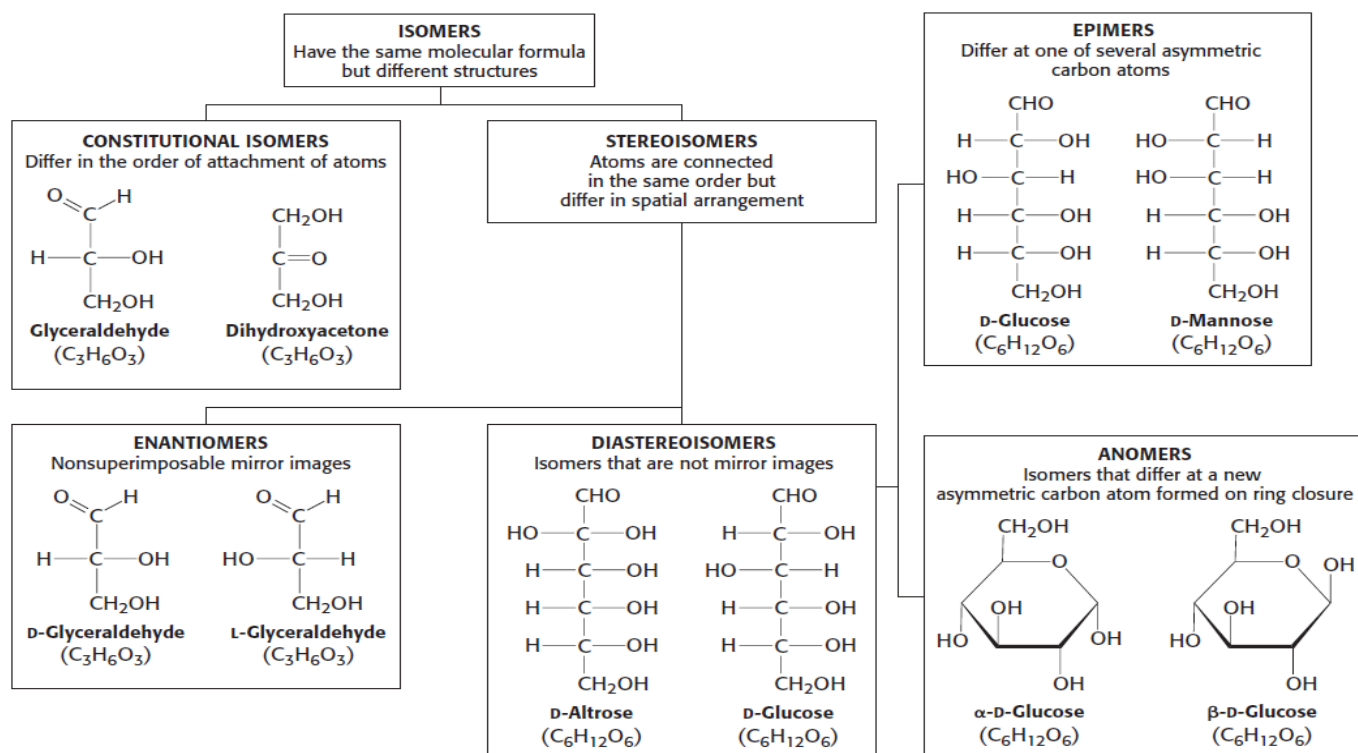 ISOMERS
Have the same molecular formula
but different structures
CONSTITUTIONAL ISOMERS
Differ in the order of attachment of atoms
O
H
C
H
C
OH
CH₂OH
Glyceraldehyde
(C₃H₆O₃)
CH₂OH
C
O
CH₂OH
Dihydroxyacetone
(C₃H₆O₃)
STEREOISOMERS
Atoms are connected
in the same order but
differ in spatial arrangement
ENANTIOMERS
Nonsuperimposable mirror images
O
H
C
H
C
OH
CH₂OH
D-Glyceraldehyde
(C₃H₆O₃)
O
H
C
HO
C
H
CH₂OH
L-Glyceraldehyde
(C₃H₆O₃)
DIASTEREOISOMERS
Isomers that are not mirror images
CHO
HO C OH
H C OH
H C OH
H C OH
CH₂OH
D-Altrose
(C₆H₁₂O₆)
CHO
H C OH
HO C H
H C OH
H C OH
CH₂OH
D-Glucose
(C₆H₁₂O₆)
EPIMERS
Differ at one of several asymmetric
carbon atoms
CHO
H C OH
HO C H
H C OH
H C OH
CH₂OH
D-Glucose
(C₆H₁₂O₆)
CHO
HO C H
HO C H
H C OH
H C OH
CH₂OH
D-Mannose
(C₆H₁₂O₆)
ANOMERS
Isomers that differ at a new
asymmetric carbon atom formed on ring closure
CH₂OH
O
OH
HO
OH
OH
α-D-Glucose
(C₆H₁₂O₆)
CH₂OH
O
OH
OH
HO
OH
β-D-Glucose
(C₆H₁₂O₆)